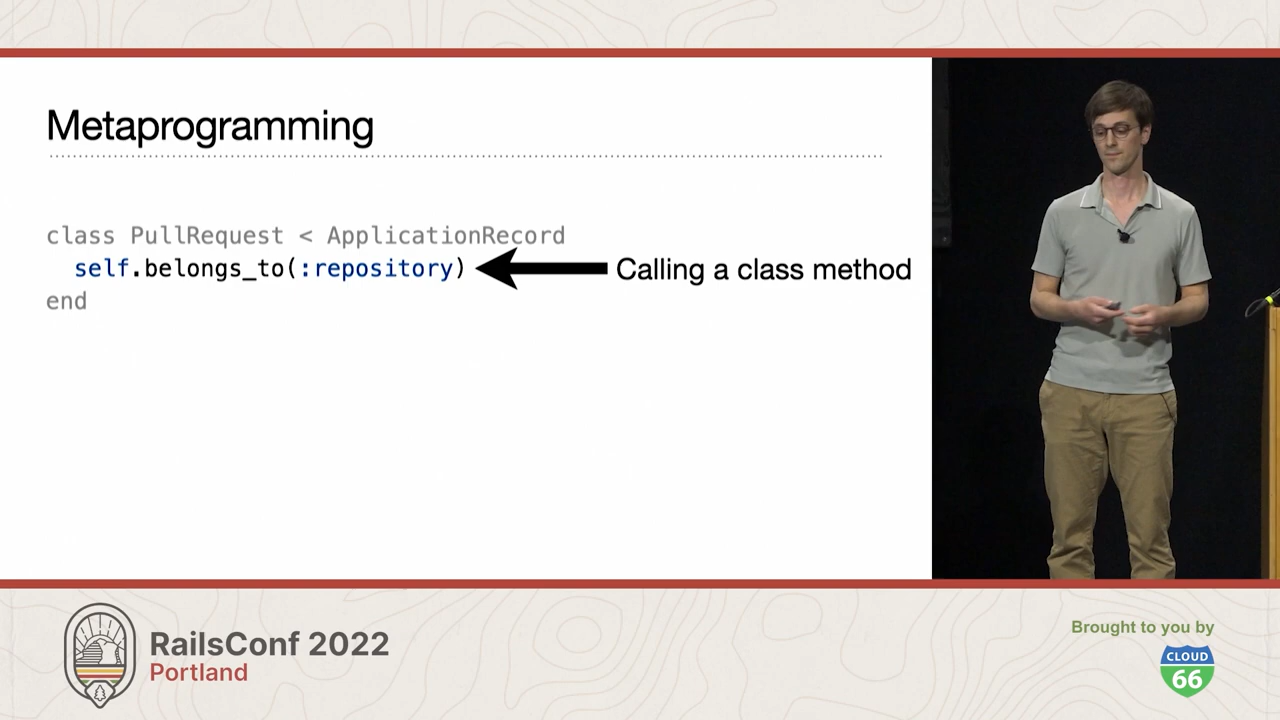 Metaprogramming
class PullRequest < ApplicationRecord
self.belongs_to(:repository)
Calling a class method
end
RailsConf 2022
Portland
Brought to you by
CLOUD
66